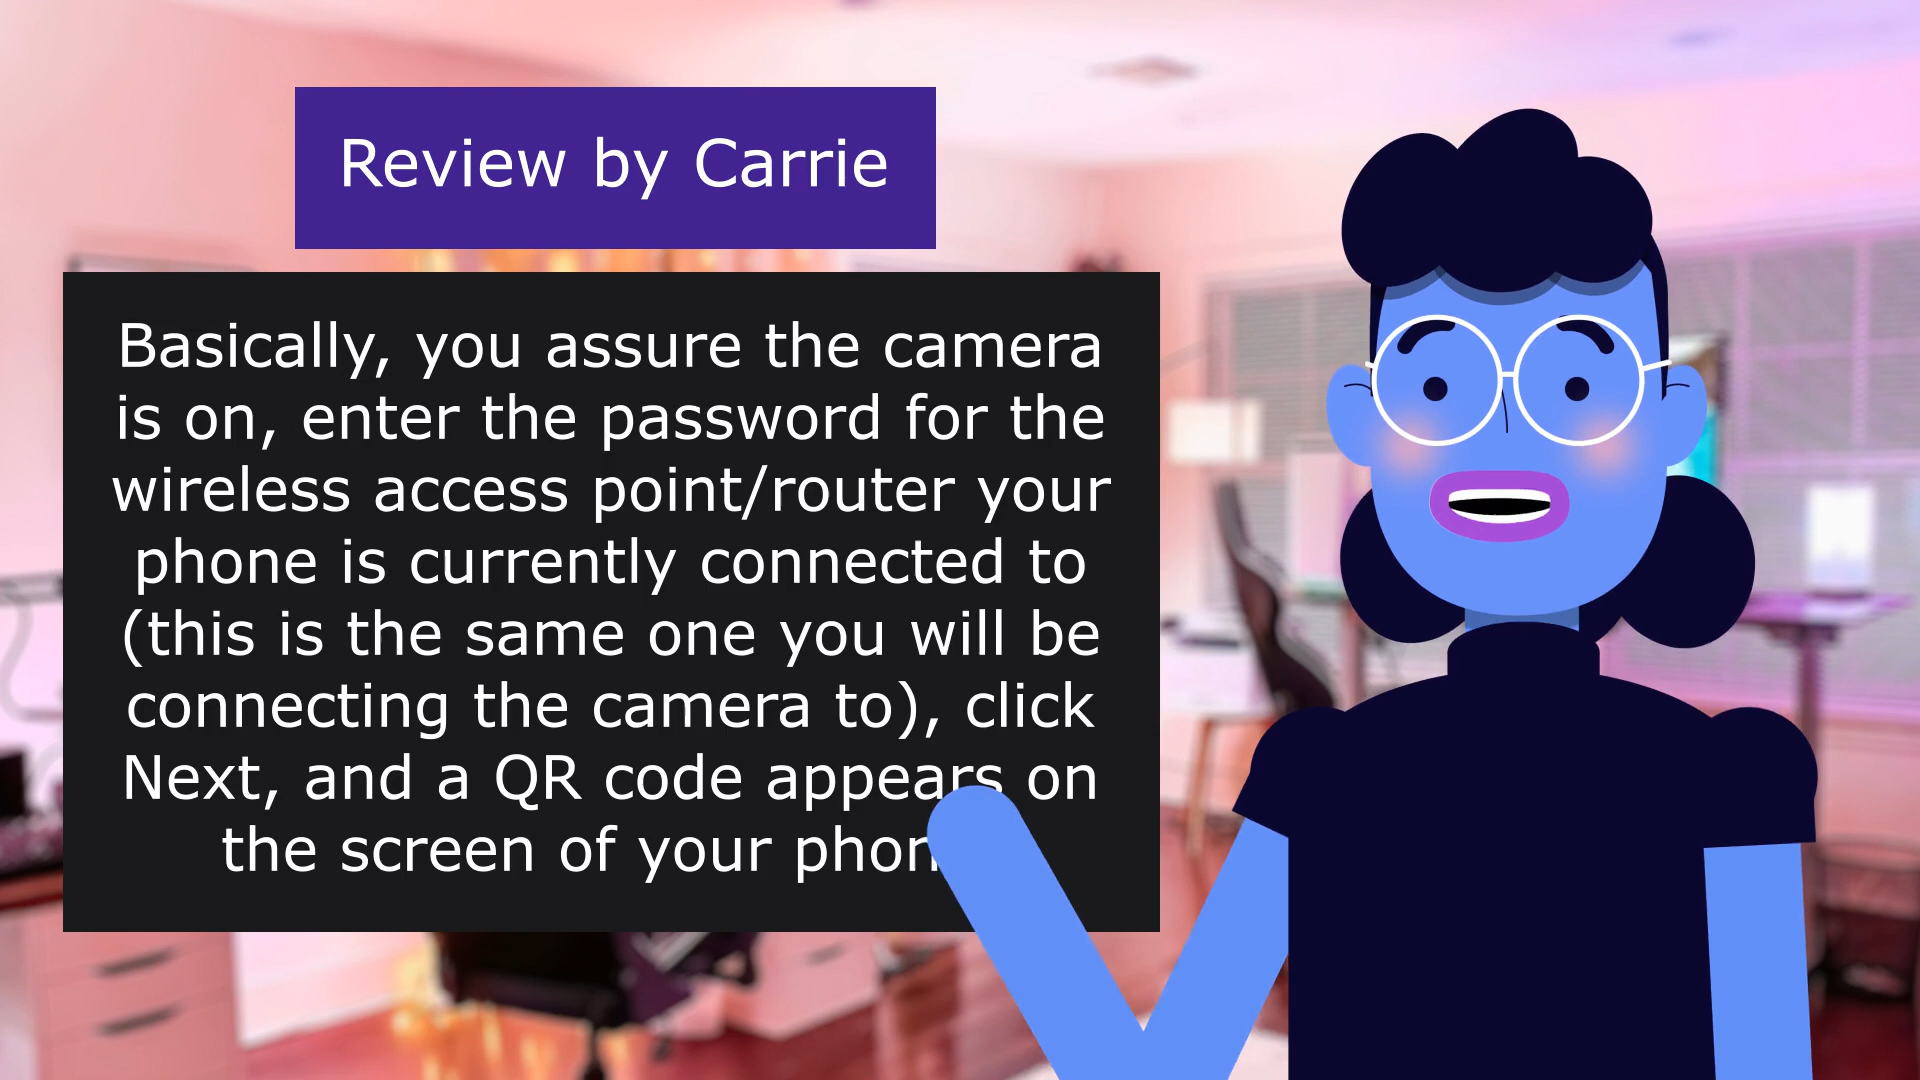 Review by Carrie
Basically, you assure the camera
is on, enter the password for the
wireless access point/router your
phone is currently connected to
(this is the same one you will be
connecting the camera to), click
Next, and a QR code appears on
the screen of your